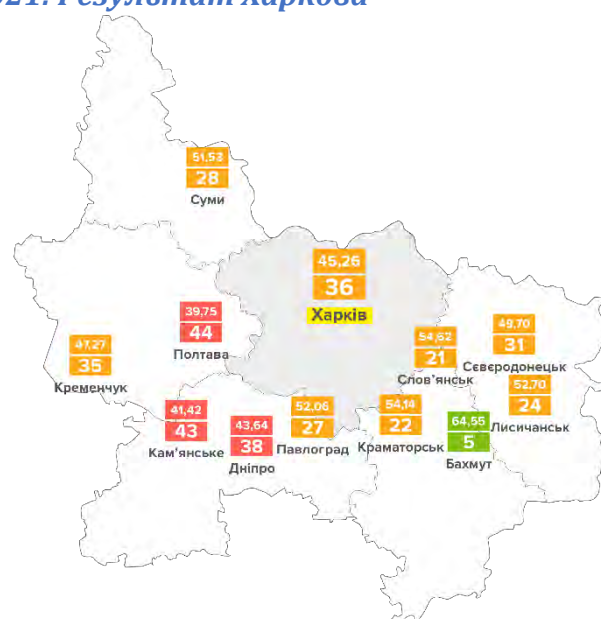 021. Результат Харкова
51,53
28
Суми
45,26
36
Харків
39,75
44
Полтава
47,27
35
Кременчук
54,62
21
Слов'янськ
49,70
31
Сєвєродонецьк
52,70
24
Лисичанськ
41,42
43
Кам'янське
43,64
38
Дніпро
52,06
27
Павлоград
54,14
22
Краматорськ
64,55
5
Бахмут